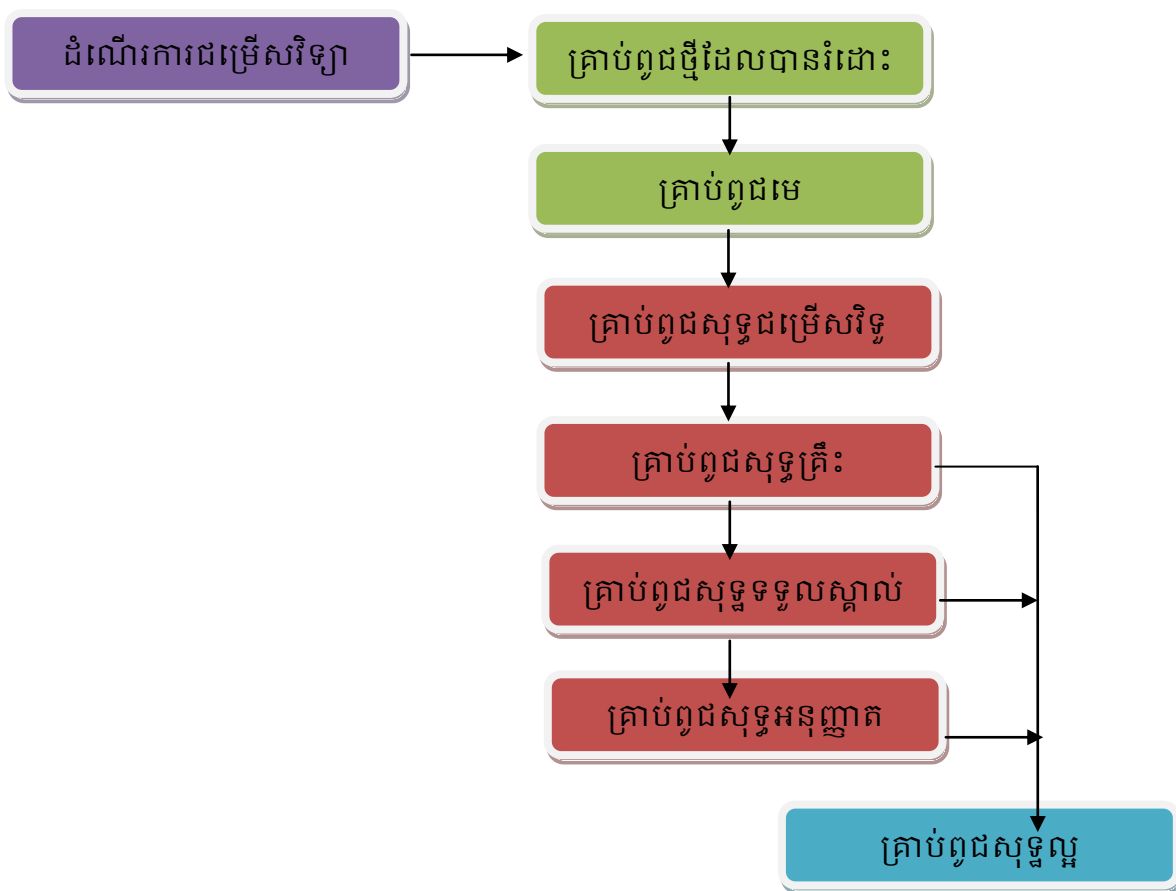 ដំណើរការជម្រើសវិទ្យា
គ្រាប់ពូជថ្មីដែលបានរំដោះ
គ្រាប់ពូជមេ
គ្រាប់ពូជសុទ្ធជម្រើសវិទូ
គ្រាប់ពូជសុទ្ធគ្រឹះ
គ្រាប់ពូជសុទ្ឋទទួលស្គាល់
គ្រាប់ពូជសុទ្ធអនុញ្ញាត
គ្រាប់ពូជសុទ្ឋល្អ